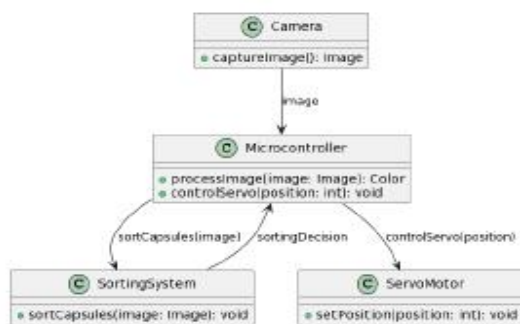 C Camera
captureImage(): Image
image
C Microcontroller
processImage(image: Image): Color
controlServo(position: int): void
sortCapsules(image)
sortingDecision
controlServo(position)
C SortingSystem
sortCapsules(image: Image): void
C ServoMotor
setPosition(position: int): void